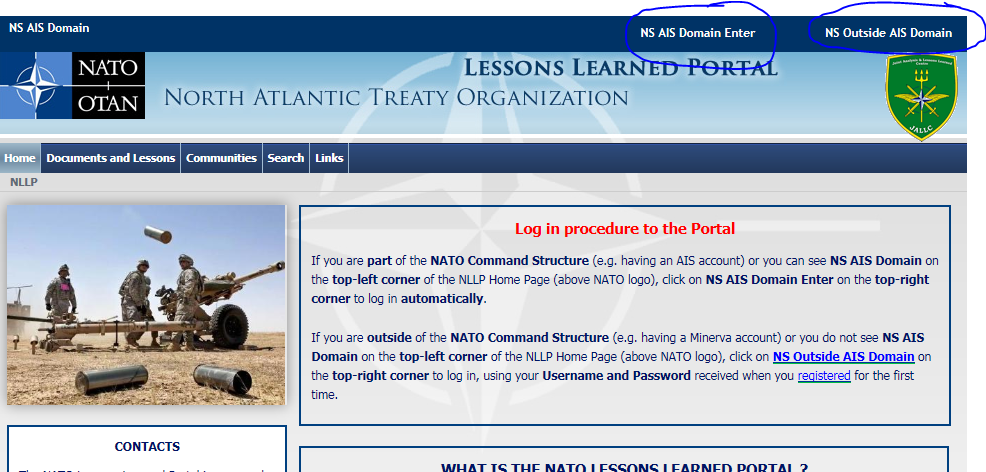 NS AIS Domain
NS AIS Domain Enter
NS Outside AIS Domain
NATO
OTAN
LESSONS LEARNED PORTAL
NORTH ATLANTIC TREATY ORGANIZATION
Joint Analysis & Lessons Learned
Centre
JALLC
Home
Documents and Lessons
Communities
Search
Links
NLLP
Log in procedure to the Portal
If you are part of the NATO Command Structure (e.g. having an AIS account) or you can see NS AIS Domain on
the top-left corner of the NLLP Home Page (above NATO logo), click on NS AIS Domain Enter on the top-right
corner to log in automatically.
If you are outside of the NATO Command Structure (e.g. having a Minerva account) or you do not see NS AIS
Domain on the top-left corner of the NLLP Home Page (above NATO logo), click on NS Outside AIS Domain on
the top-right corner to log in, using your Username and Password received when you registered for the first
time.
CONTACTS
WHAT IS THE NATO LESSONS LEARNED PORTAL ?